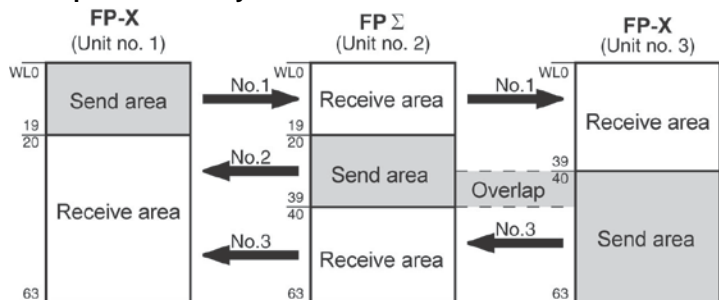 FP-X
(Unit no. 1)
FP Σ
(Unit no. 2)
FP-X
(Unit no. 3)
WL0
Send area
19
20
Receive area
63
No.1
No.2
No.3
WL0
Receive area
19
20
Send area
39
40
Receive area
63
No.1
Overlap
No.3
WL0
Receive area
39
40
Send area
63